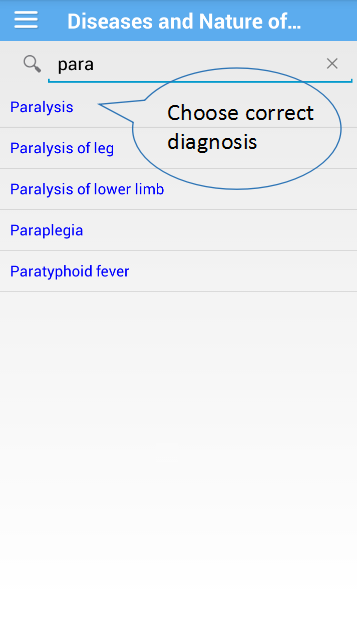 Diseases and Nature of...
para
Choose correct
diagnosis
Paralysis
Paralysis of leg
Paralysis of lower limb
Paraplegia
Paratyphoid fever